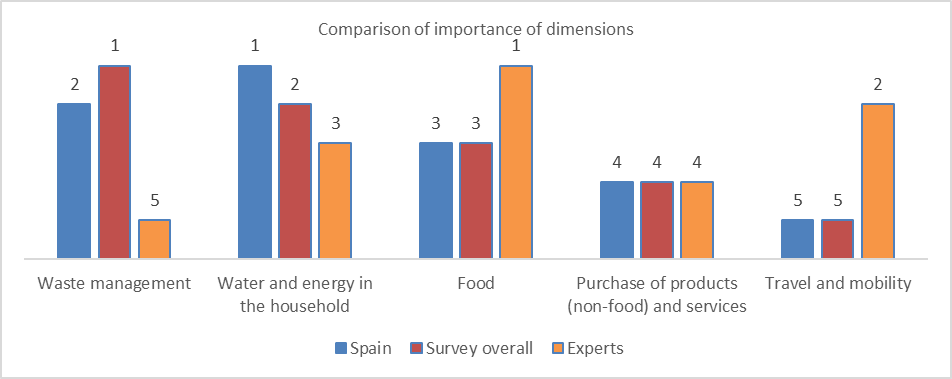 Comparison of importance of dimensions
2 1 5 1 2 3 3 3 1 4 4 4 5 5 2
Waste management
Water and energy in
the household
Food
Purchase of products
(non-food) and services
Travel and mobility
Spain Survey overall Experts